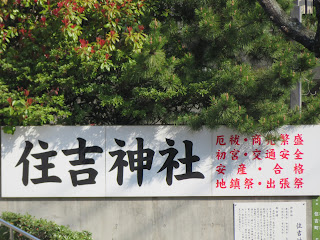 住吉神社
厄祓・商売繁盛
初宮・交通安全
安産・合格
地鎮祭・出張祭